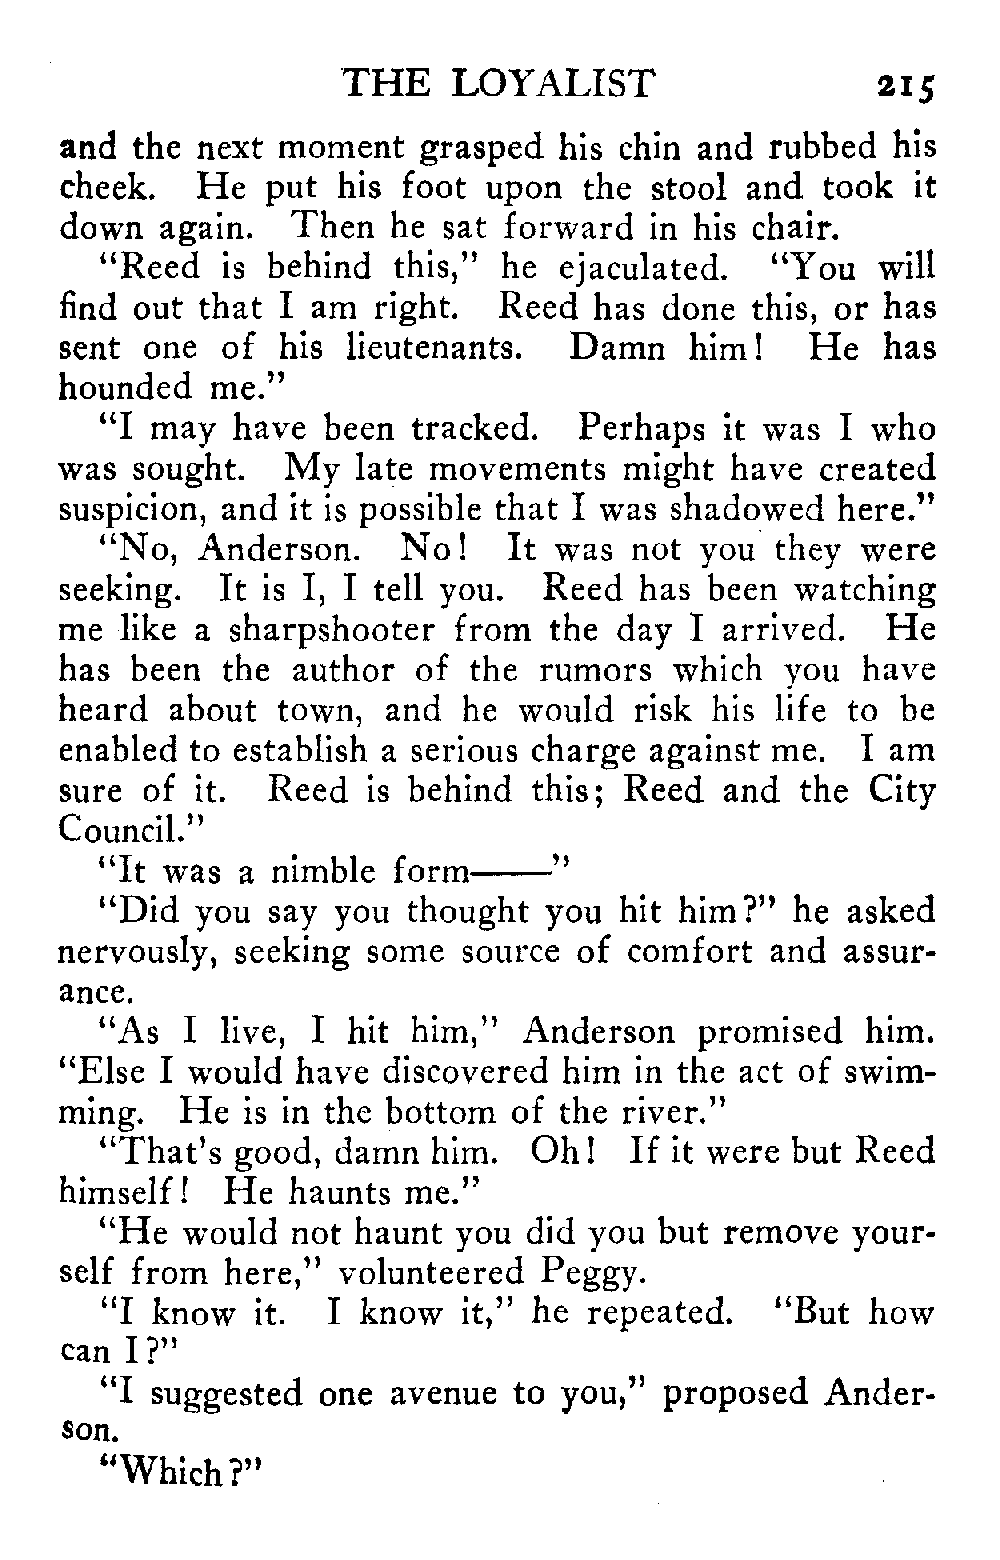 THE LOYALIST 215
and the next moment grasped his chin and rubbed his
cheek. He put his foot upon the stool and took it
down again. Then he sat forward in his chair.
"Reed is behind this," he ejaculated. "You will
find out that I am right. Reed has done this, or has
sent one of his lieutenants. Damn him! He has
hounded me."
"I may have been tracked. Perhaps it was I who
was sought. My late movements might have created
suspicion, and it is possible that I was shadowed here."
"No, Anderson. No! It was not you they were
seeking. It is I, I tell you. Reed has been watching
me like a sharpshooter from the day I arrived. He
has been the author of the rumors which you have
heard about town, and he would risk his life to be
enabled to establish a serious charge against me. I am
sure of it. Reed is behind this; Reed and the City
Council."
"It was a nimble form——"
"Did you say you thought you hit him?" he asked
nervously, seeking some source of comfort and assur-
ance.
"As I live, I hit him," Anderson promised him.
"Else I would have discovered him in the act of swim-
ming. He is in the bottom of the river."
"That's good, damn him. Oh! If it were but Reed
himself! He haunts me."
"He would not haunt you did you but remove your-
self from here," volunteered Peggy.
"I know it. I know it," he repeated. "But how
can I?"
"I suggested one avenue to you," proposed Ander-
son.
"Which?"